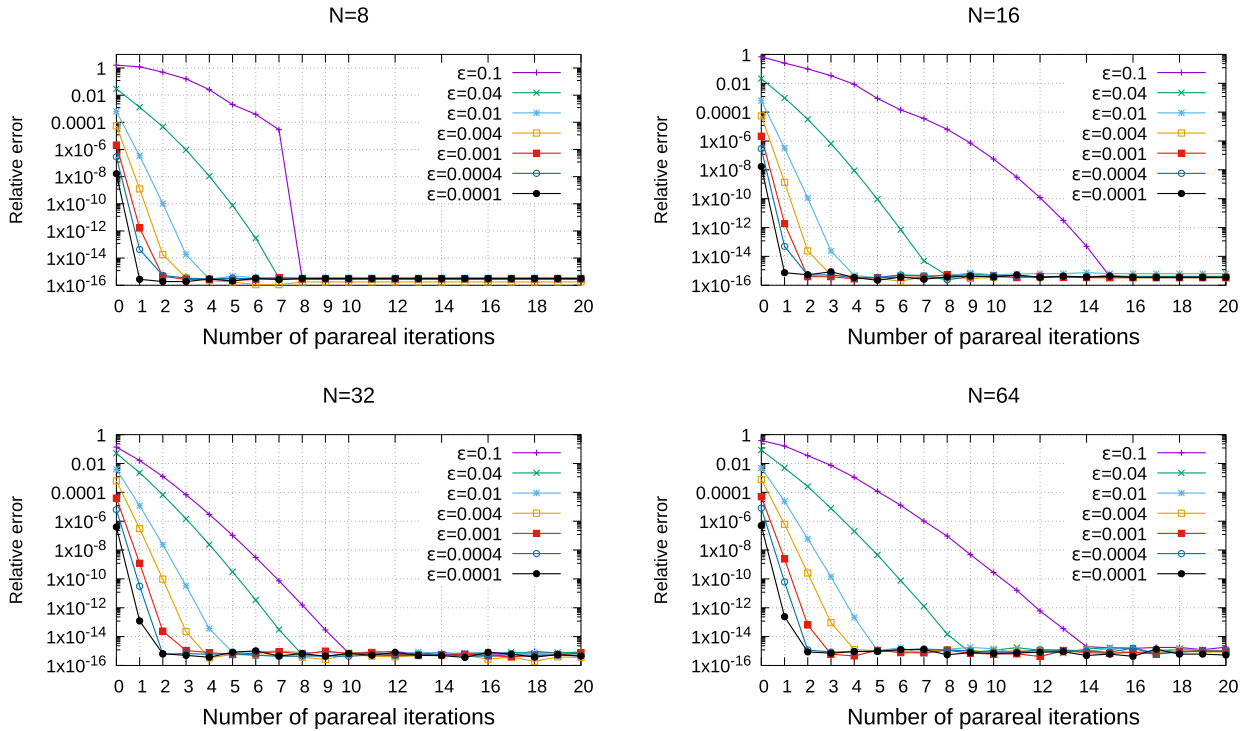 N=8
1
0.01
0.0001
1x10-6
1x10-8
1x10-10
1x10-12
1x10-14
1x10-16
Relative error
ε=0.1
ε=0.04
ε=0.01
ε=0.004
ε=0.001
ε=0.0004
ε=0.0001
0 1 2 3 4 5 6 7 8 9 10 12 14 16 18 20
Number of parareal iterations
N=16
1
0.01
0.0001
1x10-6
1x10-8
1x10-10
1x10-12
1x10-14
1x10-16
Relative error
ε=0.1
ε=0.04
ε=0.01
ε=0.004
ε=0.001
ε=0.0004
ε=0.0001
0 1 2 3 4 5 6 7 8 9 10 12 14 16 18 20
Number of parareal iterations
N=32
1
0.01
0.0001
1x10-6
1x10-8
1x10-10
1x10-12
1x10-14
1x10-16
Relative error
ε=0.1
ε=0.04
ε=0.01
ε=0.004
ε=0.001
ε=0.0004
ε=0.0001
0 1 2 3 4 5 6 7 8 9 10 12 14 16 18 20
Number of parareal iterations
N=64
1
0.01
0.0001
1x10-6
1x10-8
1x10-10
1x10-12
1x10-14
1x10-16
Relative error
ε=0.1
ε=0.04
ε=0.01
ε=0.004
ε=0.001
ε=0.0004
ε=0.0001
0 1 2 3 4 5 6 7 8 9 10 12 14 16 18 20
Number of parareal iterations